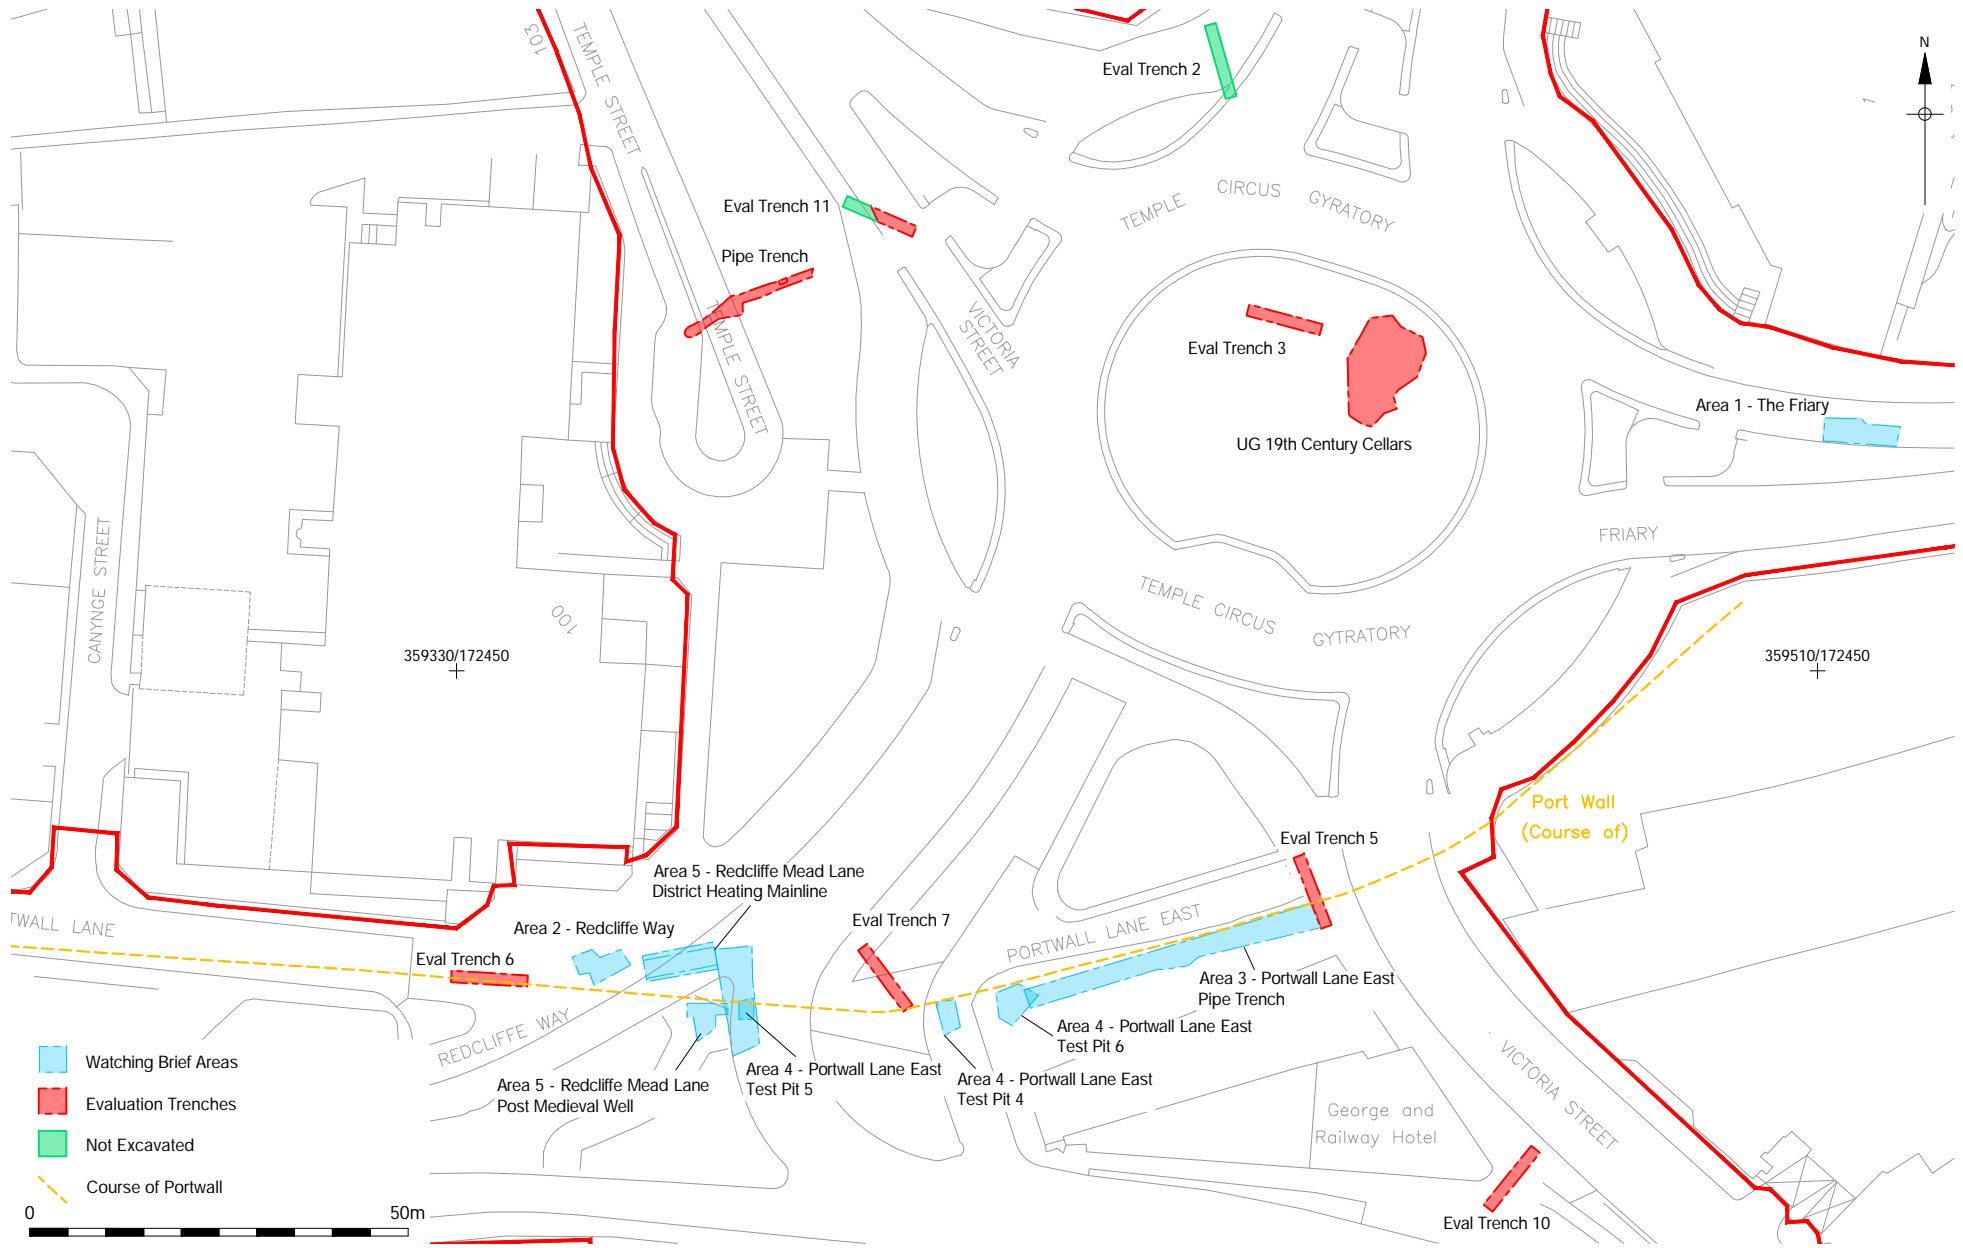 103
TEMPLE STREET
Eval Trench 2
N
1
Eval Trench 11
TEMPLE CIRCUS GYRATORY
Pipe Trench
TEMPLE STREET
VICTORIA
STREET
Eval Trench 3
UG 19th Century Cellars
Area 1 - The Friary
FRIARY
CANYNGE STREET
100
TEMPLE CIRCUS GYTRATORY
359330/172450
359510/172450
Port Wall
(Course of)
Eval Trench 5
Area 5 - Redcliffe Mead Lane
District Heating Mainline
Eval Trench 7
Area 2 - Redcliffe Way
TWALL LANE
Eval Trench 6
PORTWALL LANE EAST
Area 3 - Portwall Lane East
Pipe Trench
REDCLIFFE WAY
Area 4 - Portwall Lane East
Test Pit 6
Area 4 - Portwall Lane East
Test Pit 5
Area 4 - Portwall Lane East
Test Pit 4
Area 5 - Redcliffe Mead Lane
Post Medieval Well
VICTORIA STREET
George and
Railway Hotel
Eval Trench 10
Watching Brief Areas
Evaluation Trenches
Not Excavated
Course of Portwall
0 50m